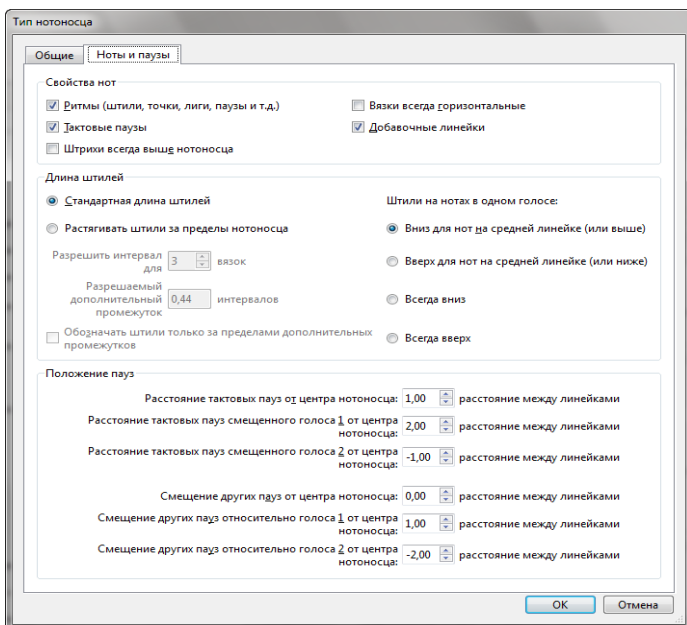 Тип нотоносца
Общие Ноты и паузы
Свойства нот
Ритмы (штили, точки, лиги, паузы и т.д.) Вязки всегда горизонтальные
Тактовые паузы Добавочные линейки
Штрихи всегда выше нотоносца
Длина штилей
Стандартная длина штилей Штили на нотах в одном голосе:
Растягивать штили за пределы нотоносца Вниз для нот на средней линейке (или выше)
Разрешить интервал
для 3 вязок Вверх для нот на средней линейке (или ниже)
Разрешаемый
дополнительный 0,44 интервалов Всегда вниз
промежуток
Обозначать штили только за пределами дополнительных
промежутков Всегда вверх
Положение пауз
Расстояние тактовых пауз от центра нотоносца: 1,00 расстояние между линейками
Расстояние тактовых пауз смещенного голоса 1 от центра
нотоносца: 2,00 расстояние между линейками
Расстояние тактовых пауз смещенного голоса 2 от центра
нотоносца: -1,00 расстояние между линейками
Смещение других пауз от центра нотоносца: 0,00 расстояние между линейками
Смещение других пауз относительно голоса 1 от центра
нотоносца: 1,00 расстояние между линейками
Смещение других пауз относительно голоса 2 от центра
нотоносца: -2,00 расстояние между линейками
ОК Отмена